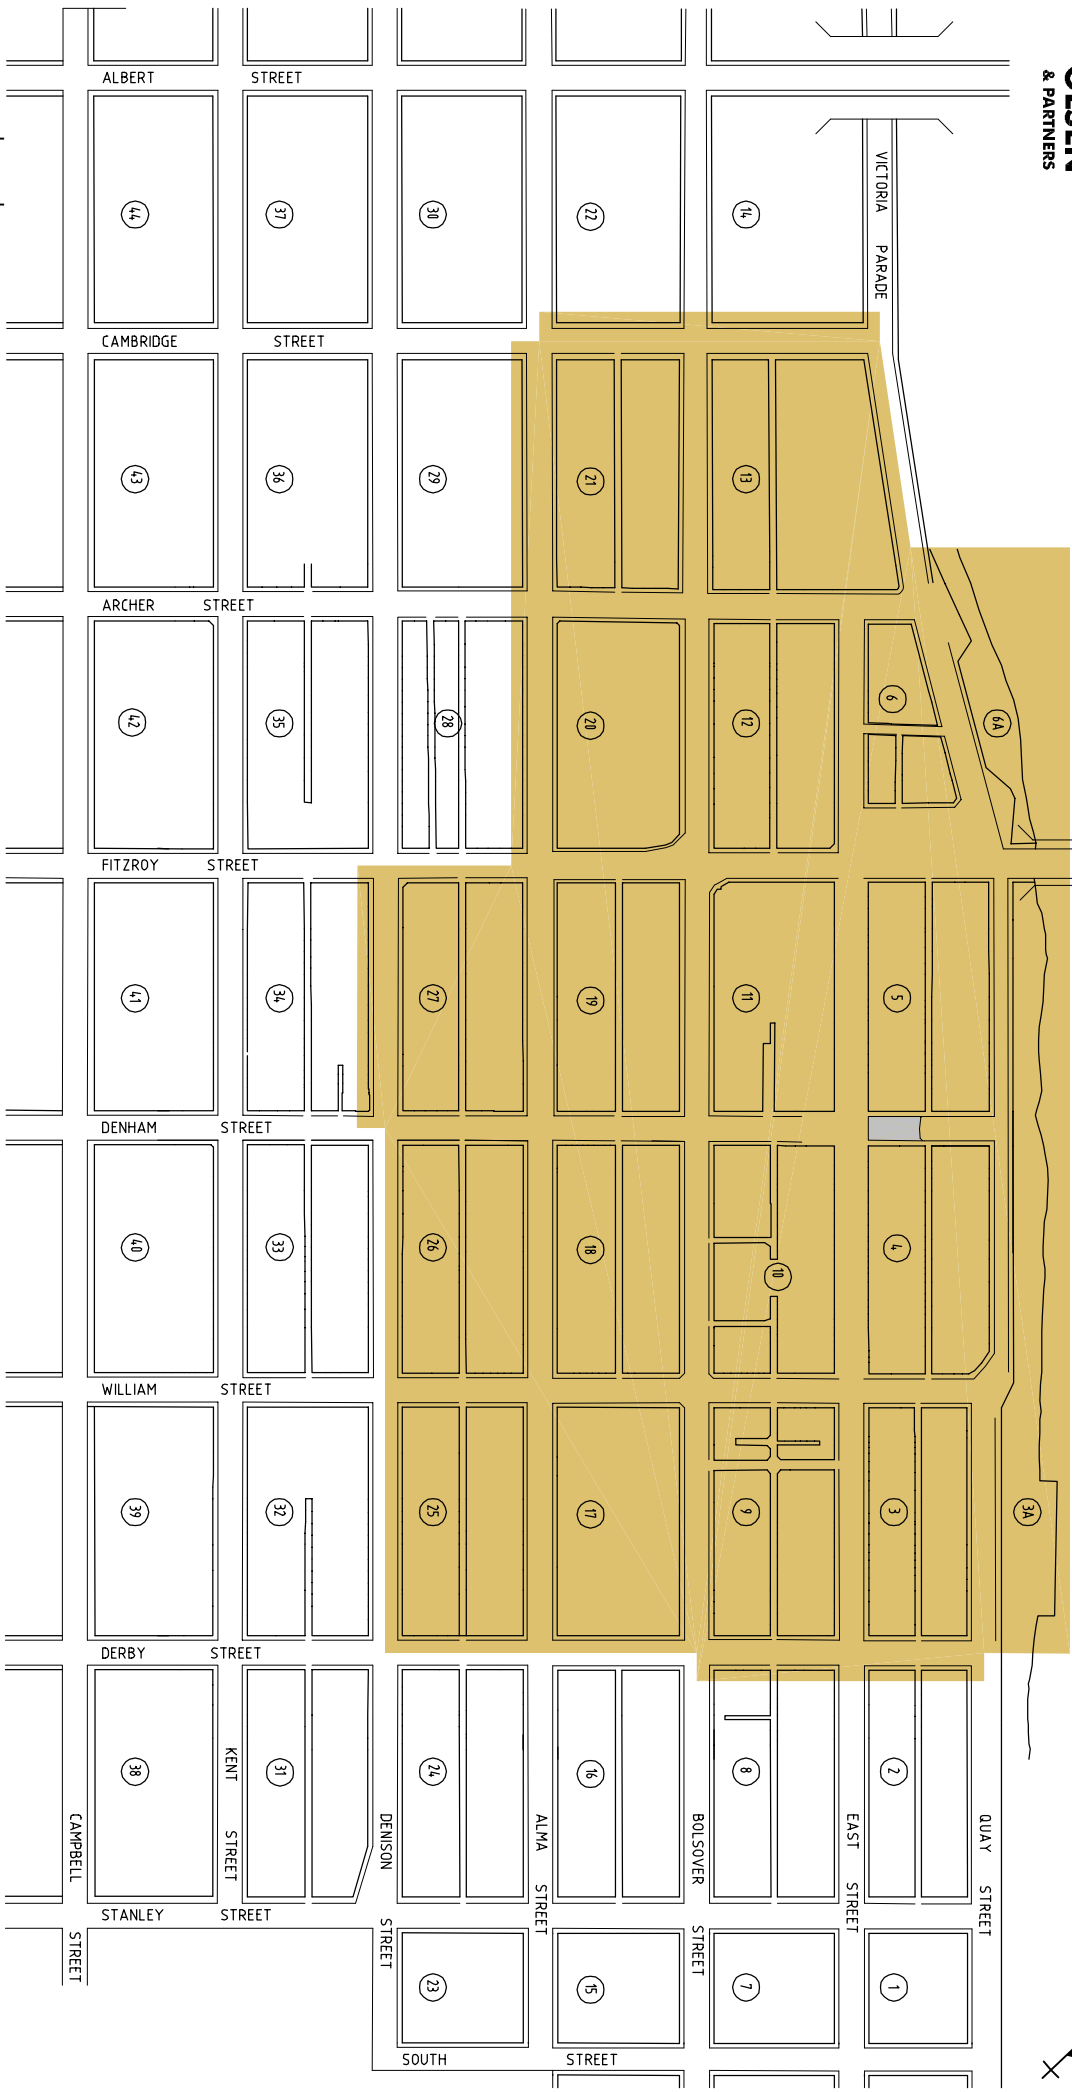 & PARTNERS
ALBERT STREET
VICTORIA PARADE
44
37
30
22
14
CAMBRIDGE STREET
43
36
29
21
13
ARCHER STREET
42
35
28
20
12
6
6A
FITZROY STREET
41
34
27
19
11
5
DENHAM STREET
40
33
26
18
10
4
WILLIAM STREET
39
32
25
17
9
3
3A
DERBY STREET
38
31
24
16
8
2
CAMPBELL STREET
KENT STREET
DENISON STREET
ALMA STREET
BOLSOVER STREET
EAST STREET
QUAY STREET
STANLEY STREET
23
15
7
1
SOUTH STREET